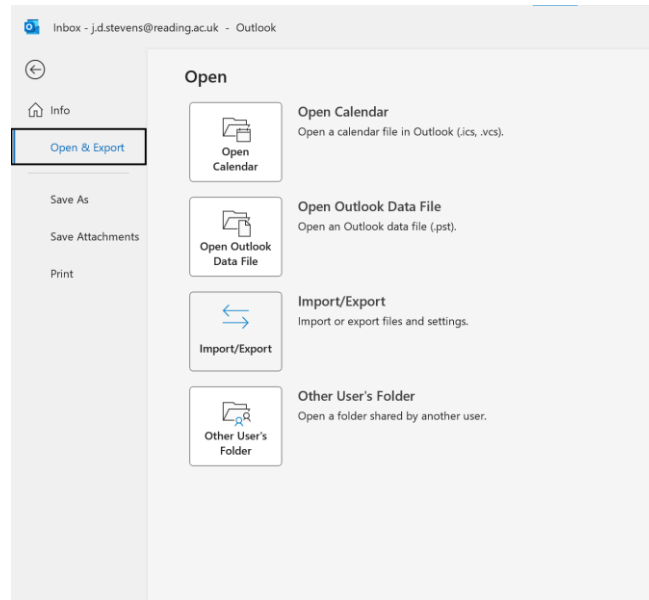 Inbox - j.d.stevens@reading.ac.uk - Outlook
Open
Info
Open & Export
Save As
Save Attachments
Print
Open
Calendar
Open Calendar
Open a calendar file in Outlook (.ics, .vcs).
Open Outlook
Data File
Open Outlook Data File
Open an Outlook data file (.pst).
Import/Export
Import/Export
Import or export files and settings.
Other User's
Folder
Other User's Folder
Open a folder shared by another user.